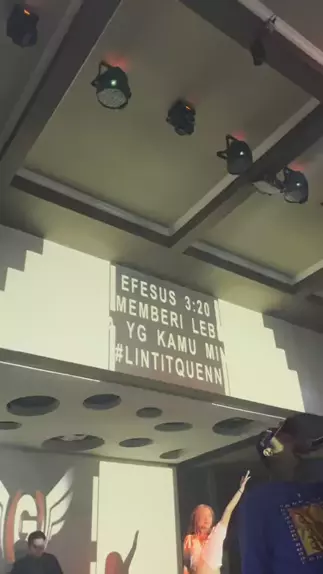 EFESUS 3:20
MEMBERI LEB
YG KAMU MI
#LINTITQUENN
G